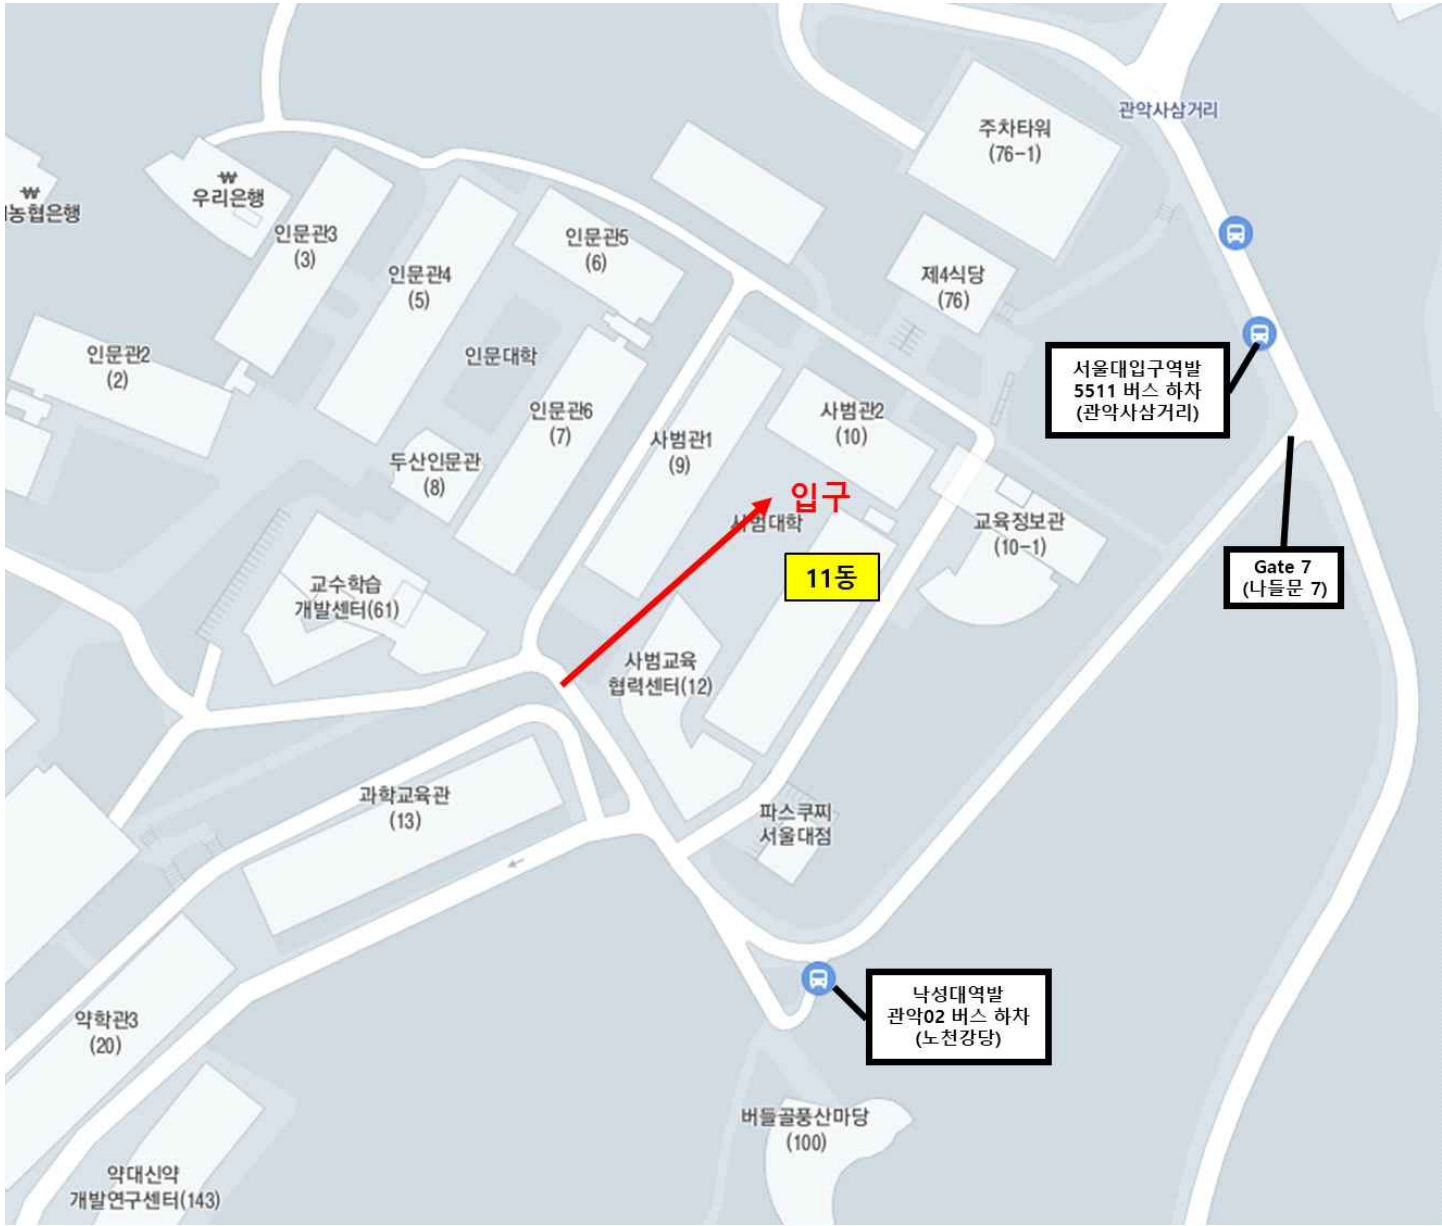 관악사삼거리
주차타워
(76-1)
₩
우리은행
₩
농협은행
인문관3
(3)
인문관4
(5)
인문관5
(6)
제4식당
(76)
인문관2
(2)
인문대학
인문관6
(7)
두산인문관
(8)
사범관1
(9)
사범관2
(10)
서울대입구역발
5511 버스 하차
(관악사삼거리)
입구
사범대학
교육정보관
(10-1)
11동
Gate 7
(나들문 7)
교수학습
개발센터(61)
사범교육
협력센터(12)
과학교육관
(13)
파스쿠찌
서울대점
낙성대역발
관악02 버스 하차
(노천강당)
약학관3
(20)
버들골풍산마당
(100)
약대신약
개발연구센터(143)